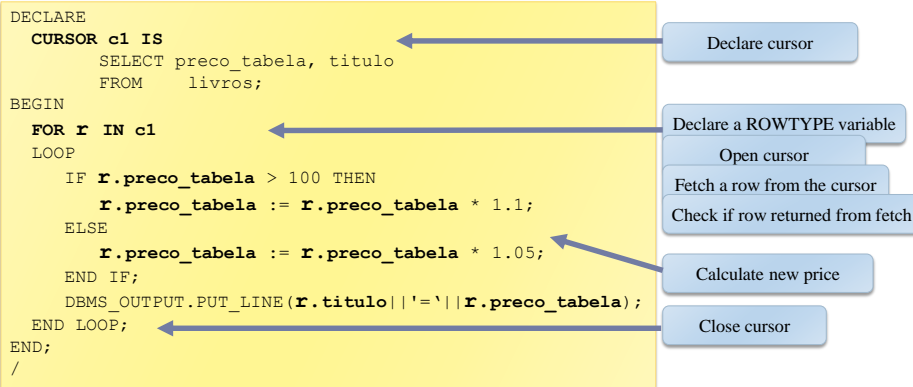 DECLARE
CURSOR c1 IS
SELECT preco_tabela, titulo
FROM livros;
BEGIN
FOR r IN c1
LOOP
IF r.preco_tabela > 100 THEN
r.preco_tabela := r.preco_tabela * 1.1;
ELSE
r.preco_tabela := r.preco_tabela * 1.05;
END IF;
DBMS_OUTPUT.PUT_LINE(r.titulo||'=‘||r.preco_tabela);
END LOOP;
END;
/
Declare cursor
Declare a ROWTYPE variable
Open cursor
Fetch a row from the cursor
Check if row returned from fetch
Calculate new price
Close cursor